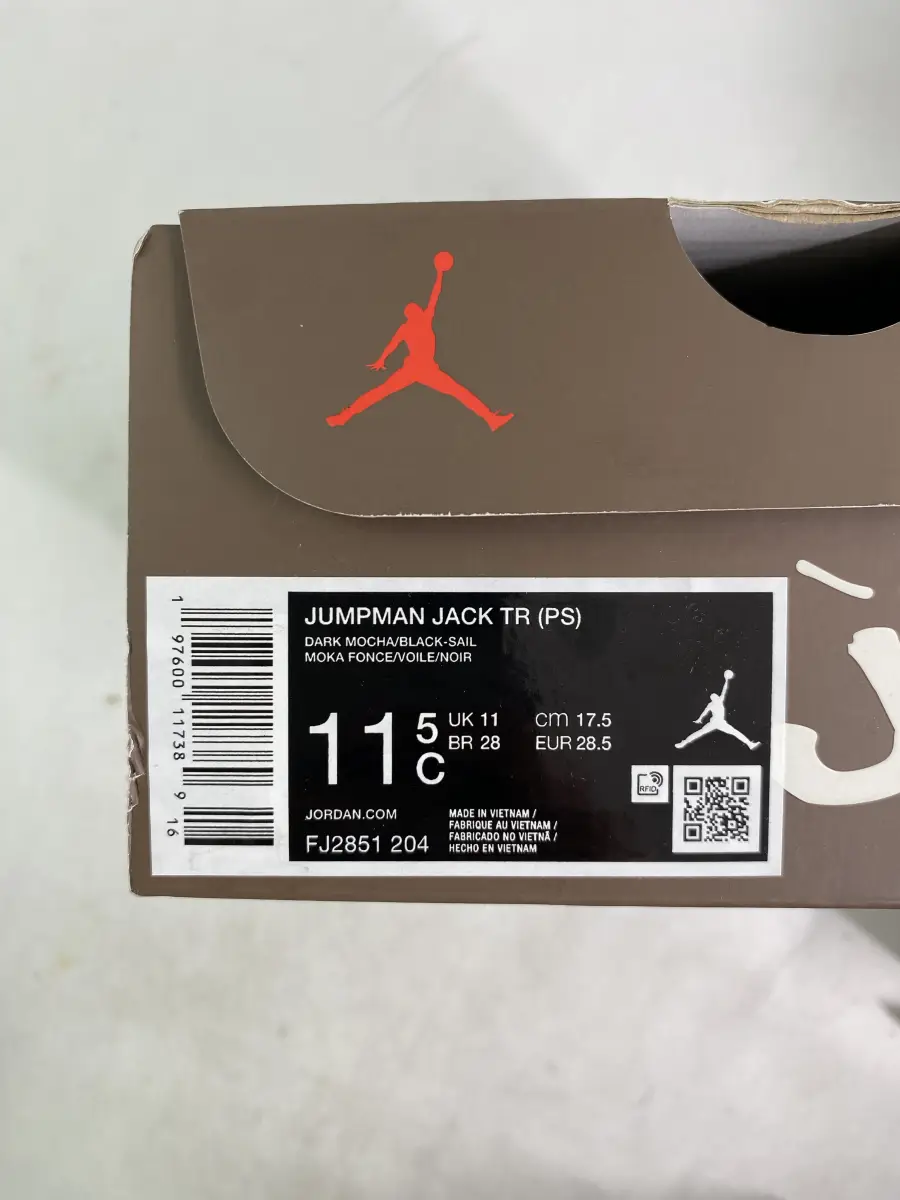 JUMPMAN JACK TR (PS)
DARK MOCHA/BLACK-SAIL
MOKA FONCE/VOILE/NOIR
11 5 C
UK 11
BR 28
cm 17.5
EUR 28.5
RFID
JORDAN.COM
FJ2851 204
MADE IN VIETNAM /
FABRIQUE AU VIETNAM /
FABRICADO NO VIETNÃ /
HECHO EN VIETNAM
1 97600 11738 9 16